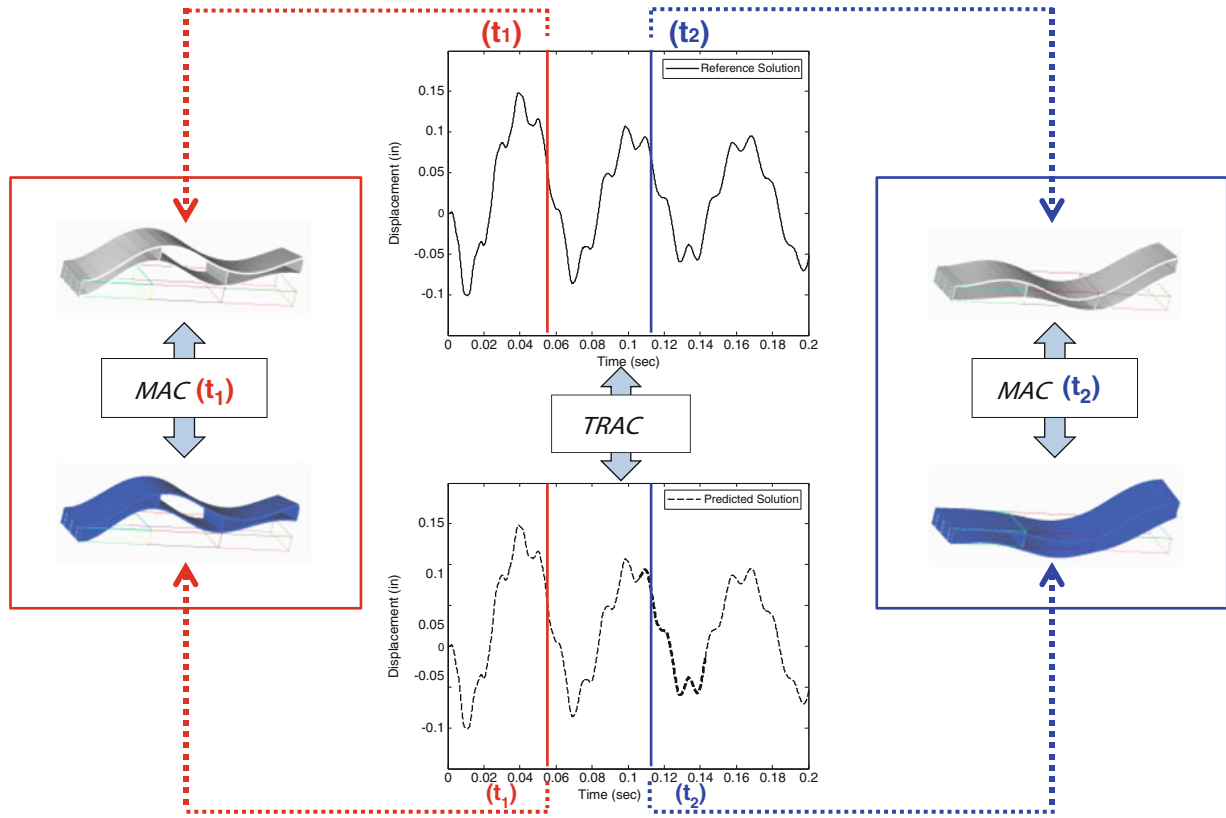 (t1)
(t2)
Reference Solution
0.15
0.1
0.05
0
-0.05
-0.1
Displacement (in)
0 0.02 0.04 0.06 0.08 0.1 0.12 0.14 0.16 0.18 0.2
Time (sec)
MAC (t1)
TRAC
MAC (t2)
Predicted Solution
0.15
0.1
0.05
0
-0.05
-0.1
Displacement (in)
0 0.02 0.04 0.06 0.08 0.1 0.12 0.14 0.16 0.18 0.2
(t1)
Time (sec)
(t2)